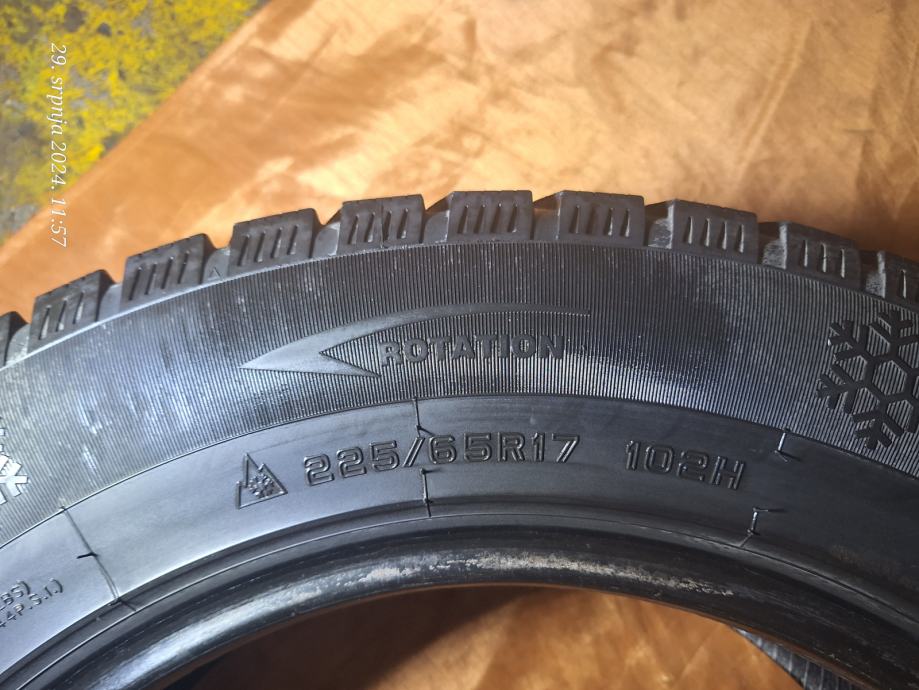 29. srpnja 2024. 11:57
ROTATION
225/65R17 102H